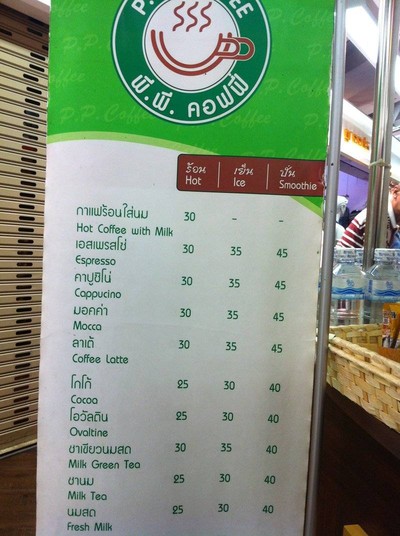 P.P. COFFEE
พี.พี. คอฟฟี่
ร้อน เย็น ปั่น
Hot Ice Smoothie
กาแฟร้อนใส่นม 30 - -
Hot Coffee with Milk
เอสเพรสโซ่ 30 35 45
Espresso
คาปูชิโน่ 30 35 45
Cappucino
มอคค่า 30 35 45
Mocca
ลาเต้ 30 35 45
Coffee Latte
โกโก้ 25 30 40
Cocoa
โอวัลติน 25 30 40
Ovaltine
ชาเขียวนมสด 30 35 40
Milk Green Tea
ชานม 25 30 40
Milk Tea
นมสด 25 30 40
Fresh Milk